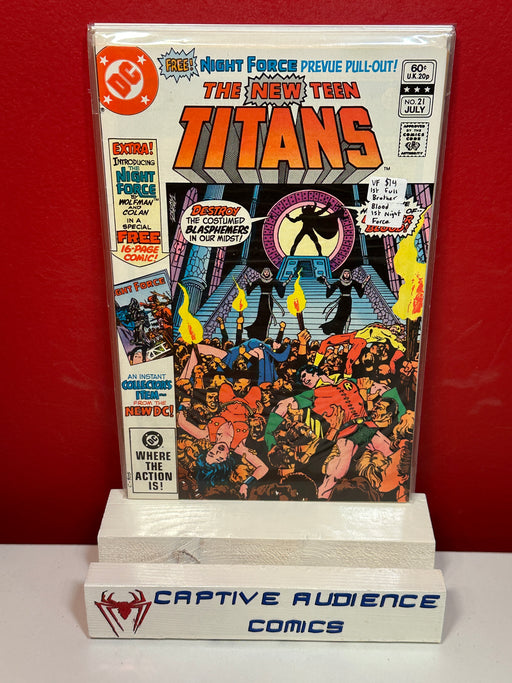 DC
FREE! NIGHT FORCE PREVUE PULL-OUT!
60¢
U.K. 20p
NO. 21
JULY
APPROVED
BY THE
COMICS
CODE
AUTHORITY
THE NEW TEEN
TITANS
TM
EXTRA!
INTRODUCING
THE
NIGHT
FORCE
BY
WOLFMAN
AND
COLAN
IN A
SPECIAL
FREE
16-PAGE
COMIC!
NIGHT FORCE
AN INSTANT
COLLECTOR'S
ITEM--
FROM THE
NEW DC!
DC
WHERE
THE
ACTION
IS!
DESTROY
THE COSTUMED
BLASPHEMERS
IN OUR MIDST!
VF $14
1st Full
Brother
Blood
1st Night
Force
OF
BLOOD!
CAPTIVE AUDIENCE
COMICS